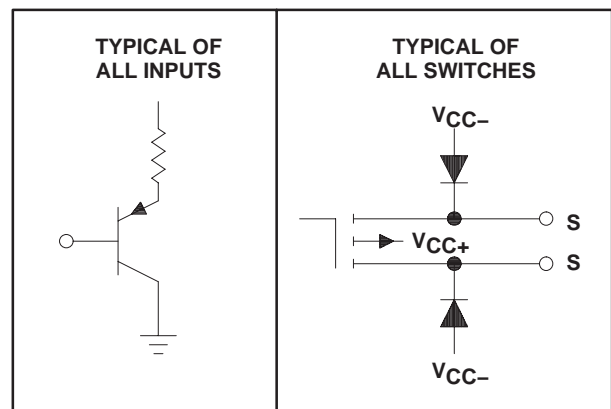 TYPICAL OF
ALL INPUTS
TYPICAL OF
ALL SWITCHES
VCC–
S
VCC+
S
VCC–